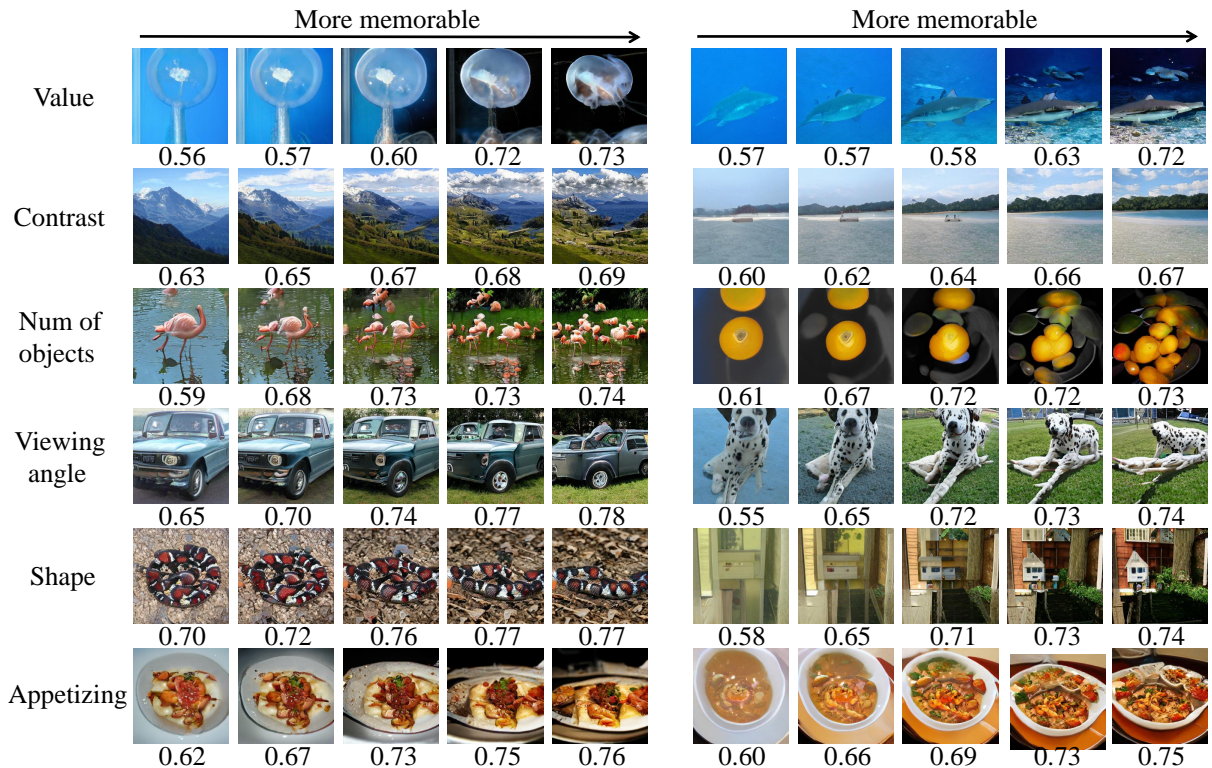 More memorable More memorable
Value
0.56 0.57 0.60 0.72 0.73 0.57 0.57 0.58 0.63 0.72
Contrast
0.63 0.65 0.67 0.68 0.69 0.60 0.62 0.64 0.66 0.67
Num of
objects
0.59 0.68 0.73 0.73 0.74 0.61 0.67 0.72 0.72 0.73
Viewing
angle
0.65 0.70 0.74 0.77 0.78 0.55 0.65 0.72 0.73 0.74
Shape
0.70 0.72 0.76 0.77 0.77 0.58 0.65 0.71 0.73 0.74
Appetizing
0.62 0.67 0.73 0.75 0.76 0.60 0.66 0.69 0.73 0.75